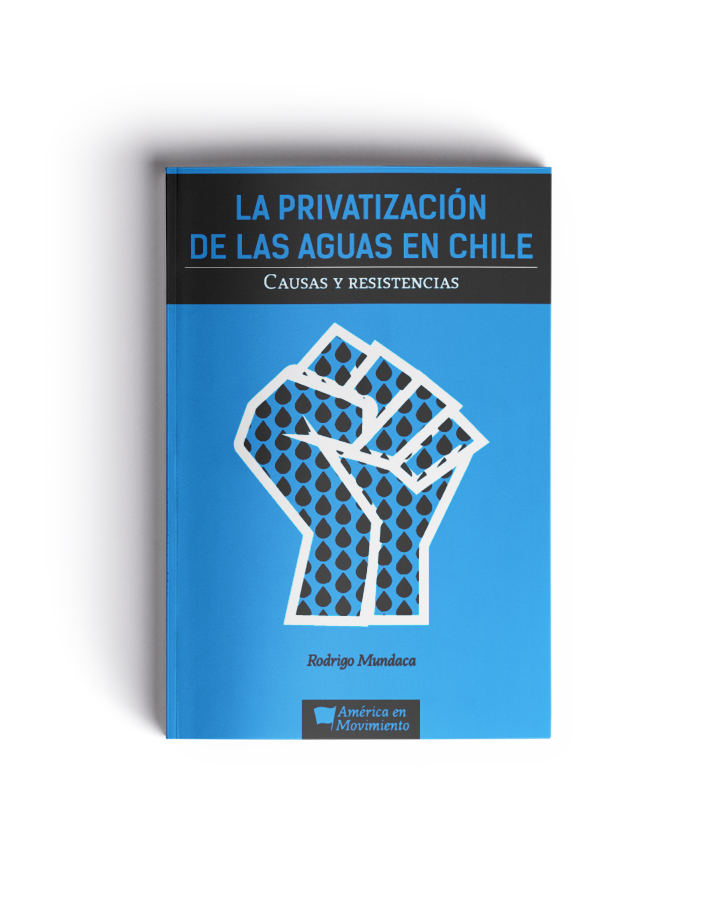 LA PRIVATIZACIÓN
DE LAS AGUAS EN CHILE
CAUSAS Y RESISTENCIAS
Rodrigo Mundaca
América en
Movimiento